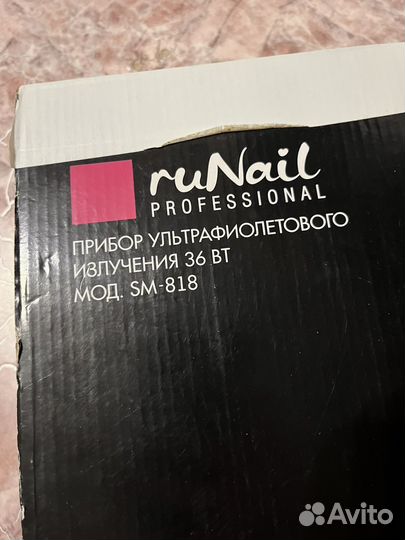 ruNail
PROFESSIONAL
ПРИБОР УЛЬТРАФИОЛЕТОВОГО
ИЗЛУЧЕНИЯ 36 ВТ
МОД. SM-818
Avito